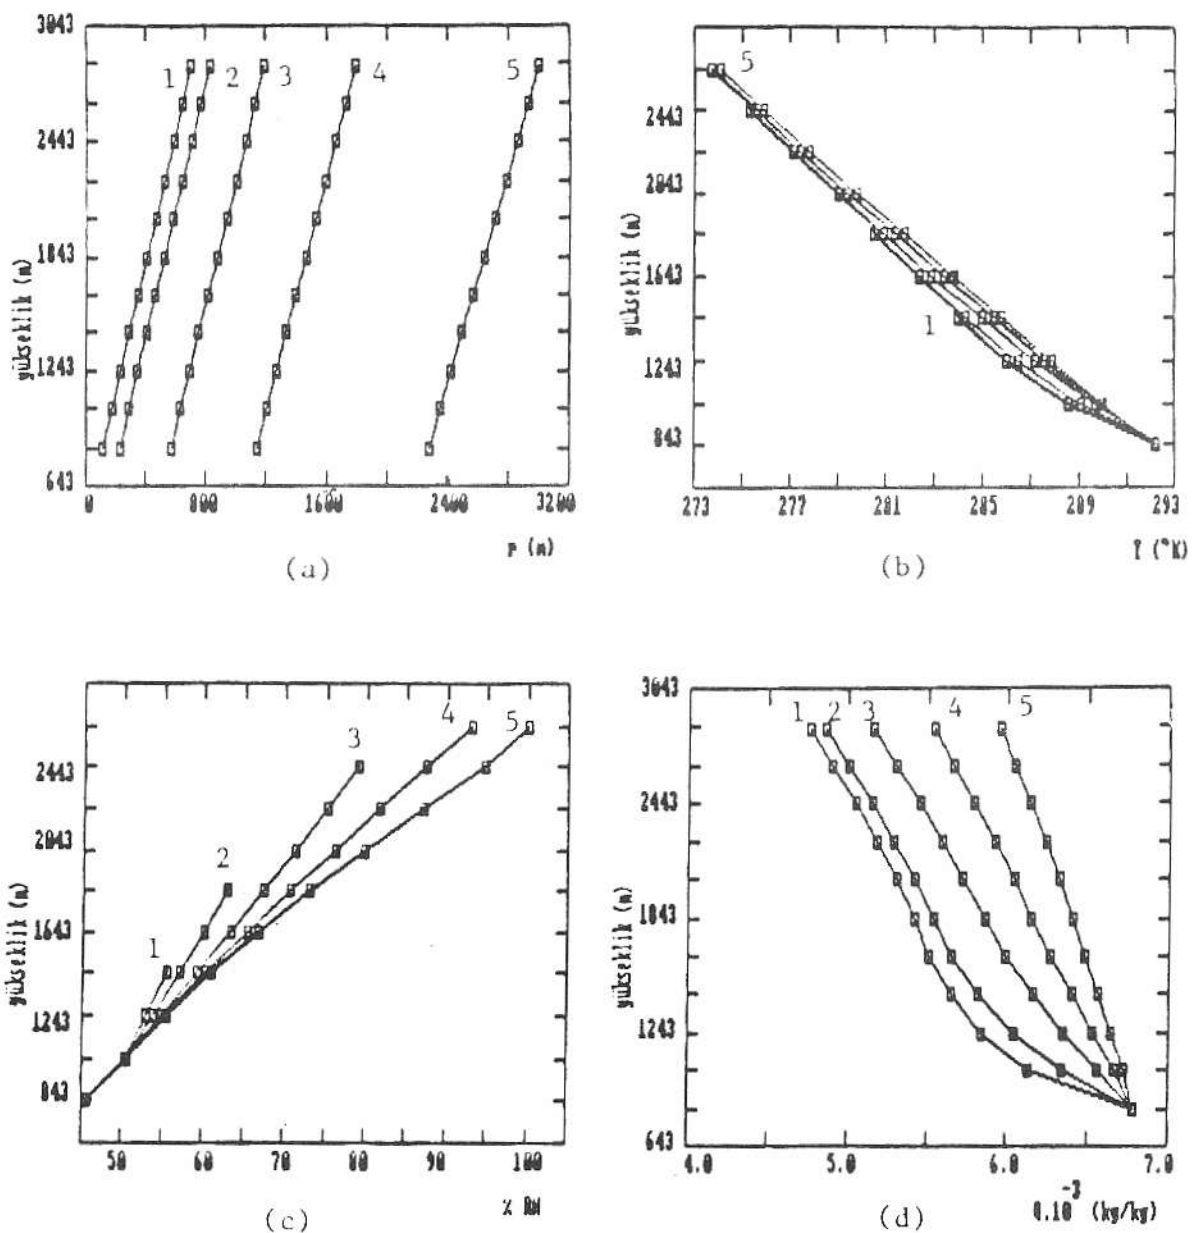 3043
2443
1843
1243
643
yükseklik (m)
1 2 3 4 5
0 800 1600 2400 3200
r (m)
(a)
2443
2043
1643
1243
843
yükseklik (m)
5
1
273 277 281 285 289 293
T (°K)
(b)
2443
2043
1643
1243
843
yükseklik (m)
1
2
3
4
5
50 60 70 80 90 100
% RH
(c)
3043
2443
1843
1243
643
yükseklik (m)
1 2 3 4 5
4.0 5.0 6.0 7.0
Q.10⁻³ (kg/kg)
(d)